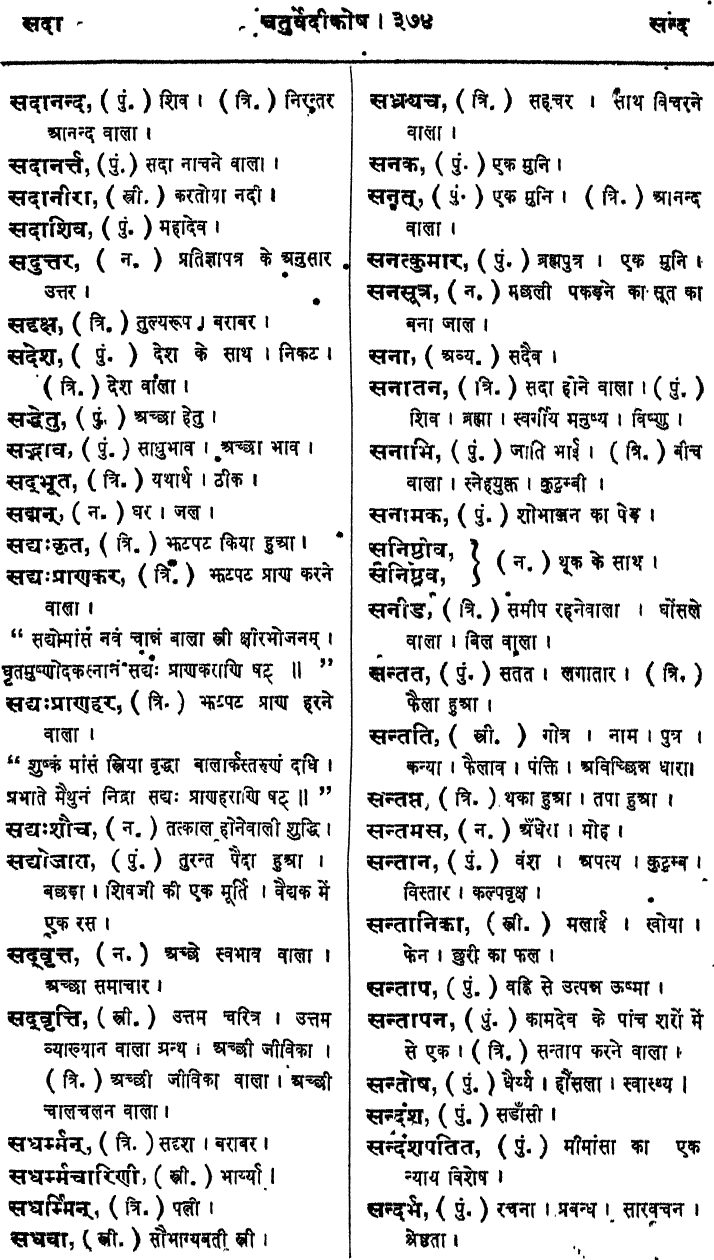 सदा चतुर्वेदीकोष । ३७४ सन्द
सदानन्द, ( पुं. ) शिव । ( त्रि. ) निरन्तर
आनन्द वाला ।
सदानर्त्त, (पुं.) सदा नाचने वाला ।
सदानीरा, ( स्त्री. ) करतोया नदी ।
सदाशिव, ( पुं. ) महादेव ।
सदुत्तर, ( न. ) प्रतिज्ञापत्र के अनुसार
उत्तर ।
सदृक्ष, ( त्रि. ) तुल्यरूप । बराबर ।
सदेश, ( पुं. ) देश के साथ । निकट ।
( त्रि. ) देश वाला ।
सद्धेतु, ( पुं. ) अच्छा हेतु ।
सद्भाव, ( पुं. ) साधुभाव । अच्छा भाव ।
सद्भूत, ( त्रि. ) यथार्थ । ठीक ।
सद्मन्, ( न. ) घर । जल ।
सद्यःकृत, ( त्रि. ) झटपट किया हुआ ।
सद्यःप्राणकर, ( त्रि. ) झटपट प्राण करने
वाला ।
“ सद्योमांसं नवं चान्नं बाला स्त्री क्षीरभोजनम् ।
घृतमुष्णोदकस्नानं सद्यः प्राणकराणि षट् ॥ ”
सद्यःप्राणहर, ( त्रि. ) झटपट प्राण हरने
वाला ।
“ शुष्कं मांसं स्त्रिया वृद्धा बालार्कस्तरुणं दधि ।
प्रभाते मैथुनं निद्रा सद्यः प्राणहराणि षट् ॥ ”
सद्यःशौच, ( न. ) तत्काल होनेवाली शुद्धि ।
सद्योजात, ( पुं. ) तुरन्त पैदा हुआ ।
बछड़ा । शिवजी की एक मूर्ति । वैद्यक में
एक रस ।
सद्वृत्त, ( न. ) अच्छे स्वभाव वाला ।
अच्छा समाचार ।
सद्वृत्ति, ( स्त्री. ) उत्तम चरित्र । उत्तम
व्याख्यान वाला ग्रन्थ । अच्छी जीविका ।
( त्रि. ) अच्छी जीविका वाला । अच्छी
चालचलन वाला ।
सधर्म्मन्, ( त्रि. ) सदृश । बराबर ।
सधर्म्मचारिणी, ( स्त्री. ) भार्य्या ।
सधर्म्मिन्, ( त्रि. ) पत्नी ।
सधवा, ( स्त्री. ) सौभाग्यवती स्त्री ।
सध्र्यच, ( त्रि. ) सहचर । साथ विचरने
वाला ।
सनक, ( पुं. ) एक मुनि ।
सनत्, ( पुं. ) एक मुनि । ( त्रि. ) आनन्द
वाला ।
सनत्कुमार, ( पुं. ) ब्रह्मपुत्र । एक मुनि ।
सनसूत्र, ( न. ) मछली पकड़ने का सूत का
बना जाल ।
सना, ( अव्य. ) सदैव ।
सनातन, ( त्रि. ) सदा होने वाला । ( पुं. )
शिव । ब्रह्मा । स्वर्गीय मनुष्य । विष्णु ।
सनाभि, ( पुं. ) जाति भाई । ( त्रि. ) बीच
वाला । स्नेहयुक्त । कुटुम्बी ।
सनामक, ( पुं. ) शोभाञ्जन का पेड़ ।
सनिष्ठीव,
सनिष्ठेव, } ( न. ) थूक के साथ ।
सनीड, ( त्रि. ) समीप रहनेवाला । घोंसले
वाला । बिल वाला ।
सन्तत, ( पुं. ) सतत । लगातार । ( त्रि. )
फैला हुआ ।
सन्तति, ( स्त्री. ) गोत्र । नाम । पुत्र ।
कन्या । फैलाव । पंक्ति । अविच्छिन्न धारा।
सन्तप्त, ( त्रि. ) थका हुआ । तपा हुआ ।
सन्तमस, ( न. ) अँधेरा । मोह ।
सन्तान, ( पुं. ) वंश । अपत्य । कुटुम्ब ।
विस्तार । कल्पवृक्ष ।
सन्तानिका, ( स्त्री. ) मलाई । खोया ।
फेन । छुरी का फल ।
सन्ताप, ( पुं. ) वह्नि से उत्पन्न ऊष्मा ।
सन्तापन, ( पुं. ) कामदेव के पांच शरों में
से एक । ( त्रि. ) सन्ताप करने वाला ।
सन्तोष, ( पुं. ) धैर्य्य । हौंसला । स्वास्थ्य ।
सन्दंश, ( पुं. ) सडाँसी ।
सन्दंशपतित, ( पुं. ) मीमांसा का एक
न्याय विशेष ।
सन्दर्भ, ( पुं. ) रचना । प्रबन्ध । सारवचन ।
श्रेष्ठता ।